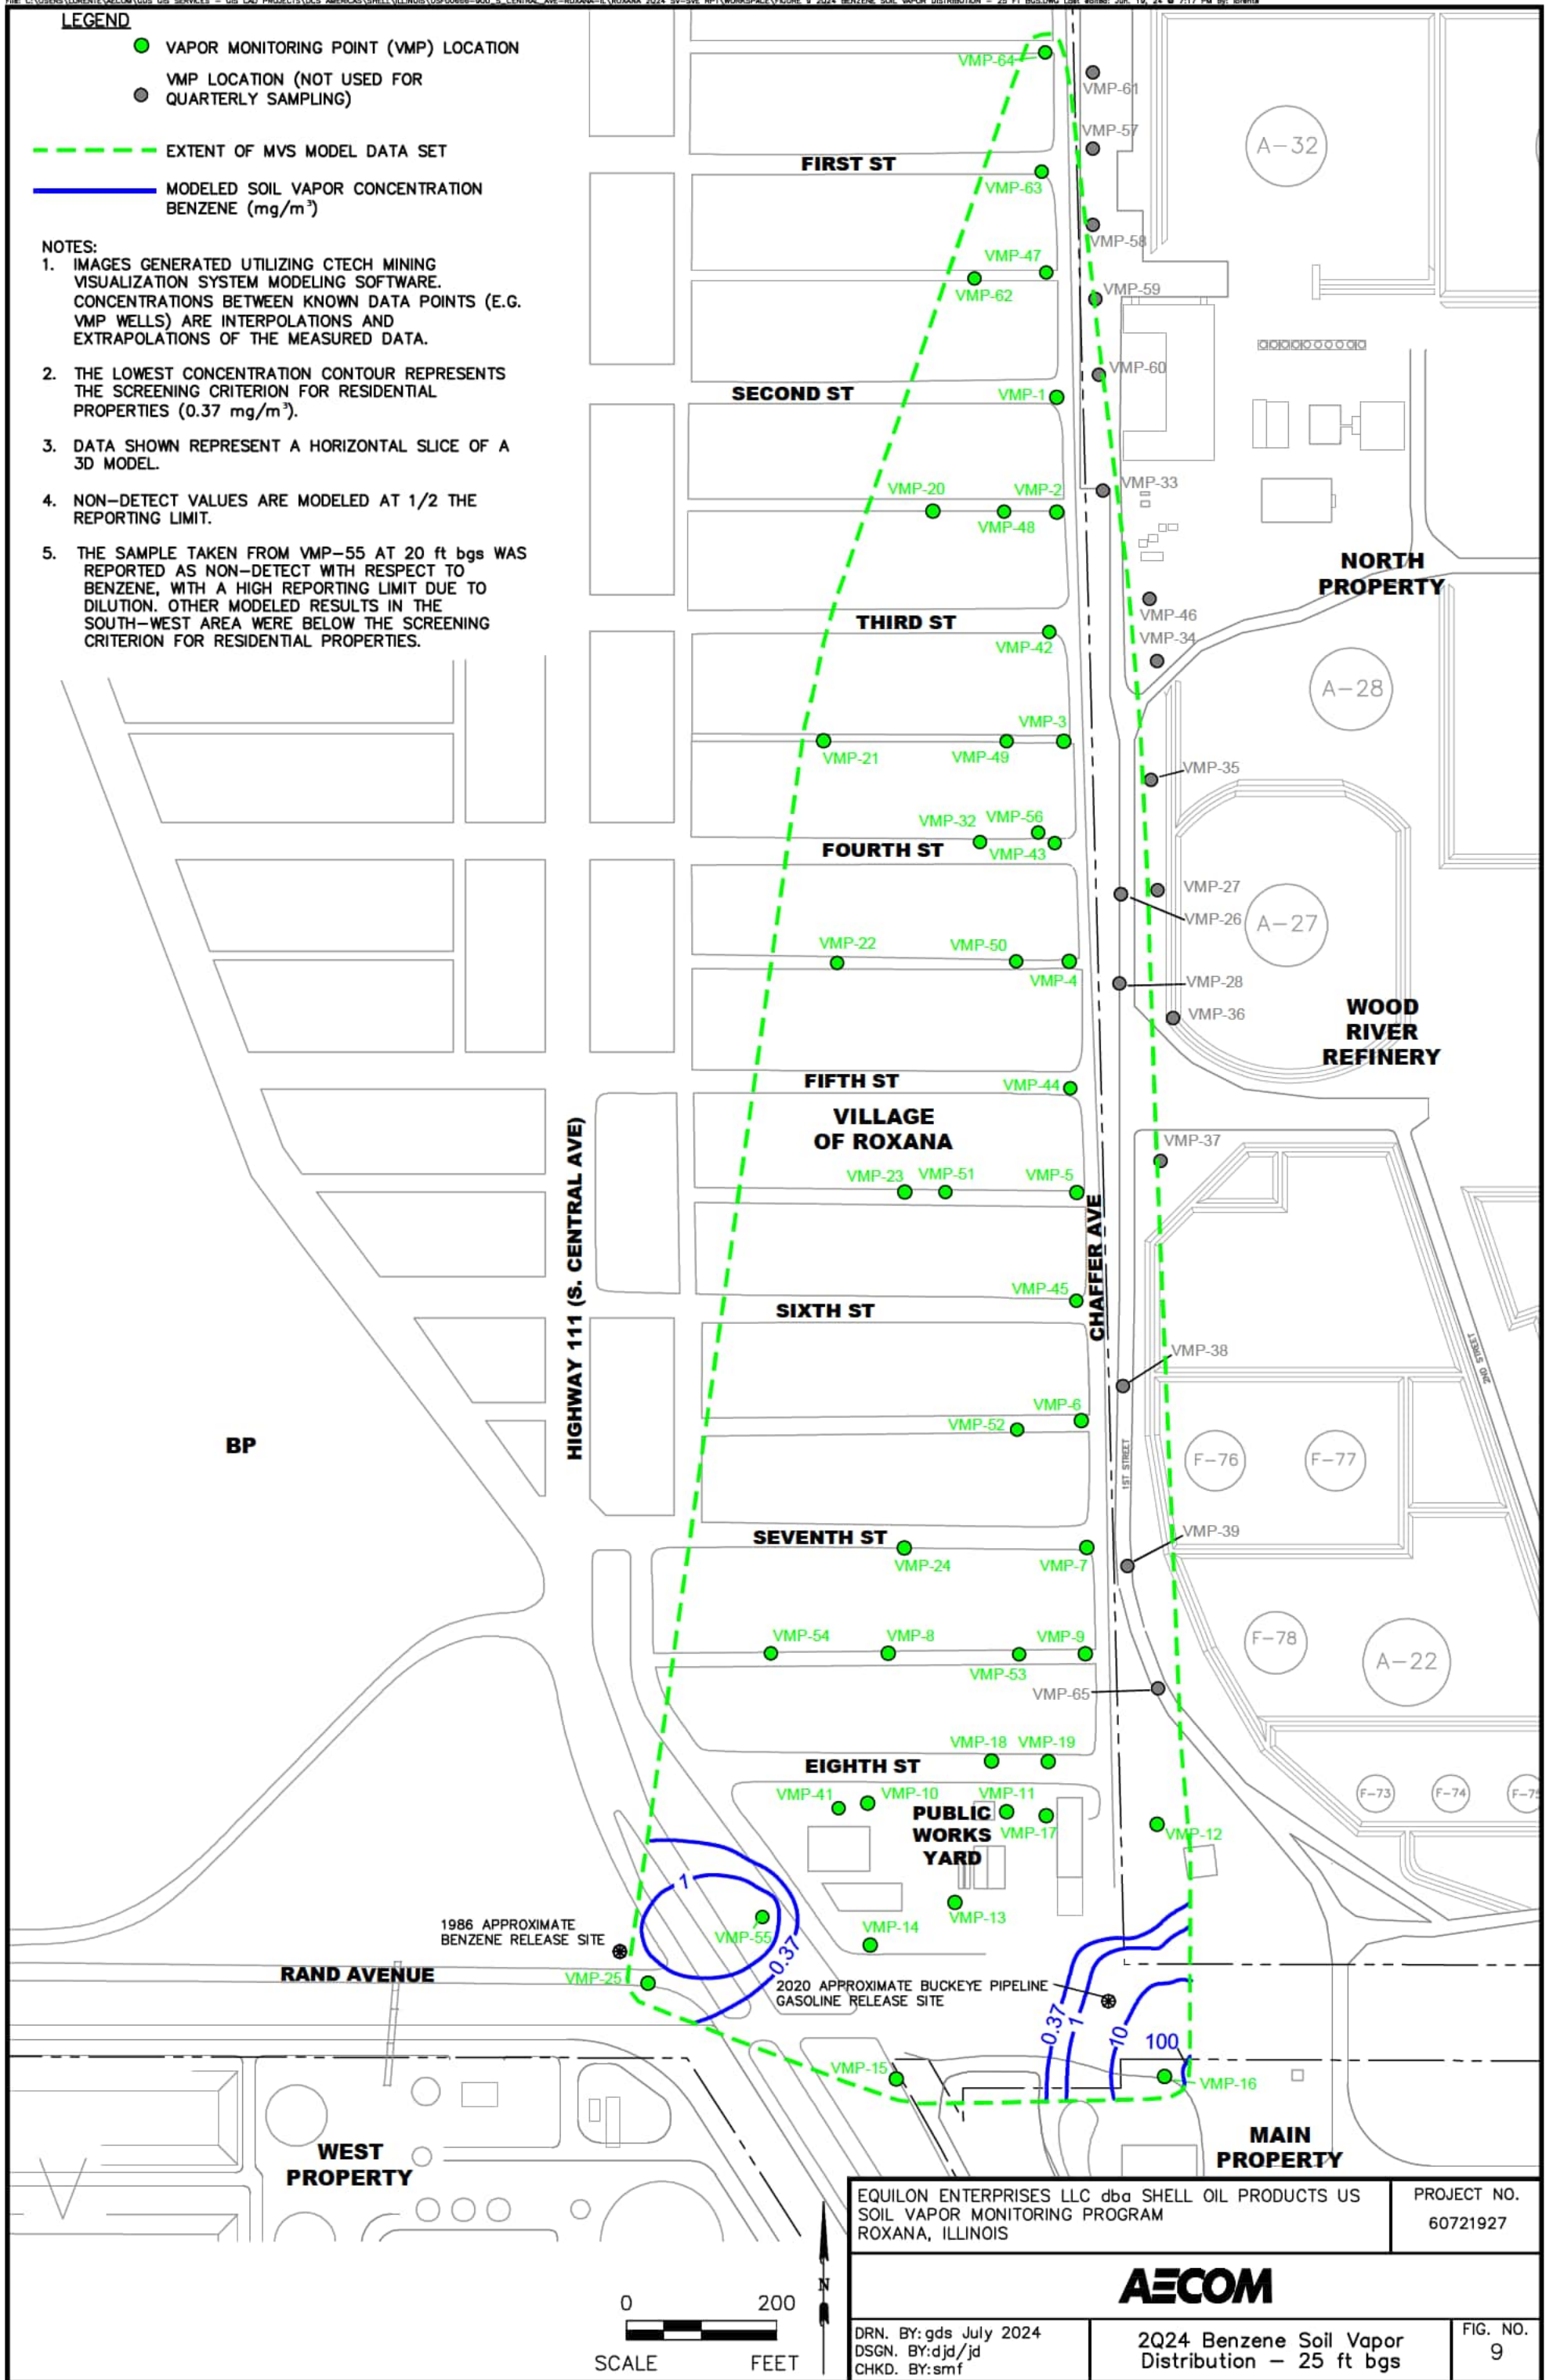 LEGEND
VAPOR MONITORING POINT (VMP) LOCATION
VMP LOCATION (NOT USED FOR
QUARTERLY SAMPLING)
EXTENT OF MVS MODEL DATA SET
MODELED SOIL VAPOR CONCENTRATION
BENZENE (mg/m³)
NOTES:
1. IMAGES GENERATED UTILIZING CTECH MINING
VISUALIZATION SYSTEM MODELING SOFTWARE.
CONCENTRATIONS BETWEEN KNOWN DATA POINTS (E.G.
VMP WELLS) ARE INTERPOLATIONS AND
EXTRAPOLATIONS OF THE MEASURED DATA.
2. THE LOWEST CONCENTRATION CONTOUR REPRESENTS
THE SCREENING CRITERION FOR RESIDENTIAL
PROPERTIES (0.37 mg/m³).
3. DATA SHOWN REPRESENT A HORIZONTAL SLICE OF A
3D MODEL.
4. NON-DETECT VALUES ARE MODELED AT 1/2 THE
REPORTING LIMIT.
5. THE SAMPLE TAKEN FROM VMP-55 AT 20 ft bgs WAS
REPORTED AS NON-DETECT WITH RESPECT TO
BENZENE, WITH A HIGH REPORTING LIMIT DUE TO
DILUTION. OTHER MODELED RESULTS IN THE
SOUTH-WEST AREA WERE BELOW THE SCREENING
CRITERION FOR RESIDENTIAL PROPERTIES.
VMP-64
VMP-61
VMP-57
A-32
FIRST ST
VMP-63
VMP-58
VMP-47
VMP-62
VMP-59
VMP-60
SECOND ST
VMP-1
VMP-20
VMP-2
VMP-48
VMP-33
NORTH
PROPERTY
VMP-46
THIRD ST
VMP-42
VMP-34
A-28
VMP-3
VMP-21
VMP-49
VMP-35
VMP-32
VMP-56
FOURTH ST
VMP-43
VMP-27
VMP-26
A-27
VMP-22
VMP-50
VMP-4
VMP-28
VMP-36
WOOD
RIVER
REFINERY
FIFTH ST
VMP-44
VILLAGE
OF ROXANA
VMP-37
VMP-23
VMP-51
VMP-5
HIGHWAY 111 (S. CENTRAL AVE)
CHAFFER AVE
VMP-45
SIXTH ST
VMP-38
2ND STREET
VMP-6
VMP-52
BP
1ST STREET
F-76
F-77
SEVENTH ST
VMP-24
VMP-7
VMP-39
VMP-54
VMP-8
VMP-9
VMP-53
F-78
A-22
VMP-65
VMP-18
VMP-19
EIGHTH ST
VMP-41
VMP-10
VMP-11
F-73
F-74
PUBLIC
WORKS
YARD
VMP-17
VMP-12
1
VMP-13
1986 APPROXIMATE
BENZENE RELEASE SITE
VMP-55
VMP-14
0.37
RAND AVENUE
VMP-25
2020 APPROXIMATE BUCKEYE PIPELINE
GASOLINE RELEASE SITE
0.37
1
10
100
VMP-15
VMP-16
WEST
PROPERTY
MAIN
PROPERTY
EQUILON ENTERPRISES LLC dba SHELL OIL PRODUCTS US
SOIL VAPOR MONITORING PROGRAM
ROXANA, ILLINOIS
PROJECT NO.
60721927
AECOM
N
0 200
SCALE FEET
DRN. BY:gds July 2024
DSGN. BY:djd/jd
CHKD. BY:smf
2Q24 Benzene Soil Vapor
Distribution – 25 ft bgs
FIG. NO.
9